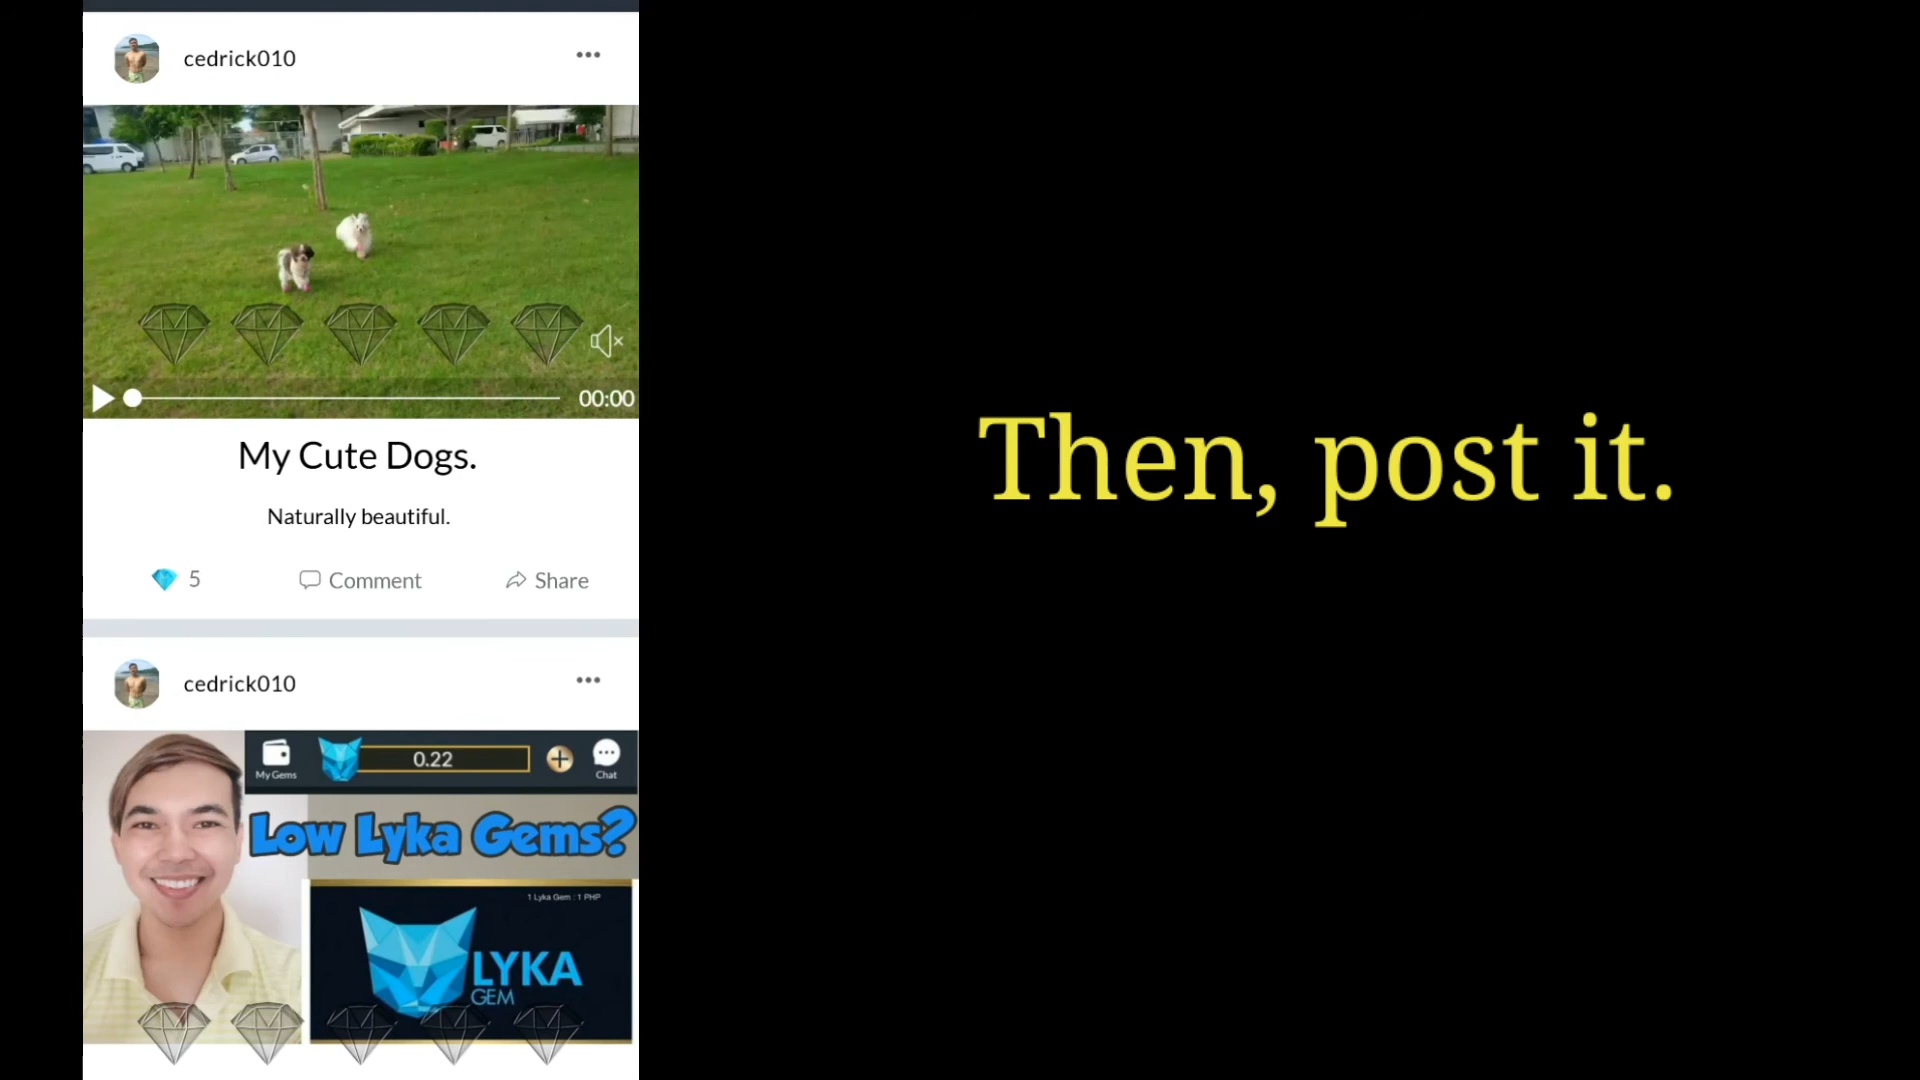 cedrick010
00:00
My Cute Dogs.
Naturally beautiful.
5
Comment
Share
cedrick010
My Gems
0.22
Chat
Low Lyka Gems?
1 Lyka Gem : 1 PHP
LYKA
GEM
Then, post it.